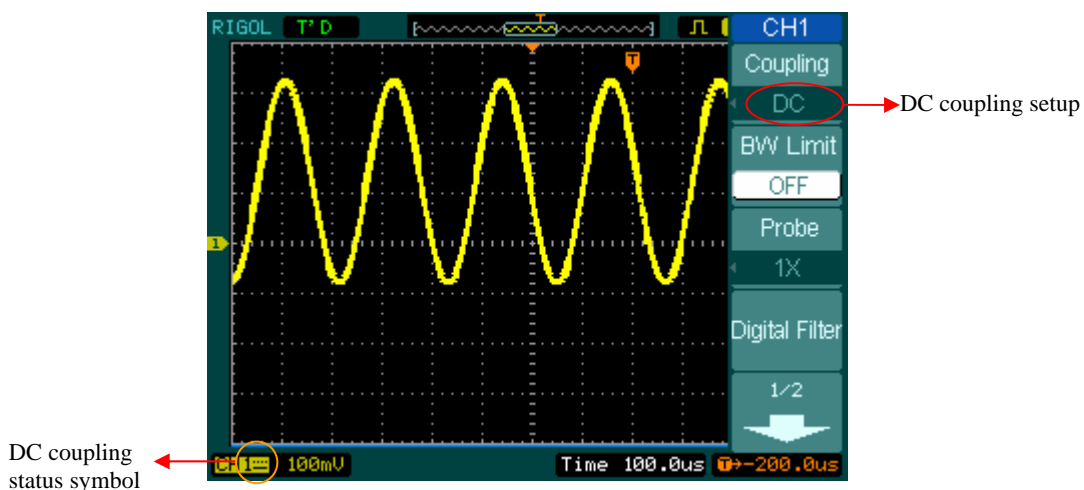 RIGOL T'D T CH1
T
Coupling
DC
DC coupling setup
BW Limit
OFF
Probe
1
1X
Digital Filter
1/2
DC coupling
status symbol
CH1 100mV Time 100.0us T→-200.0us